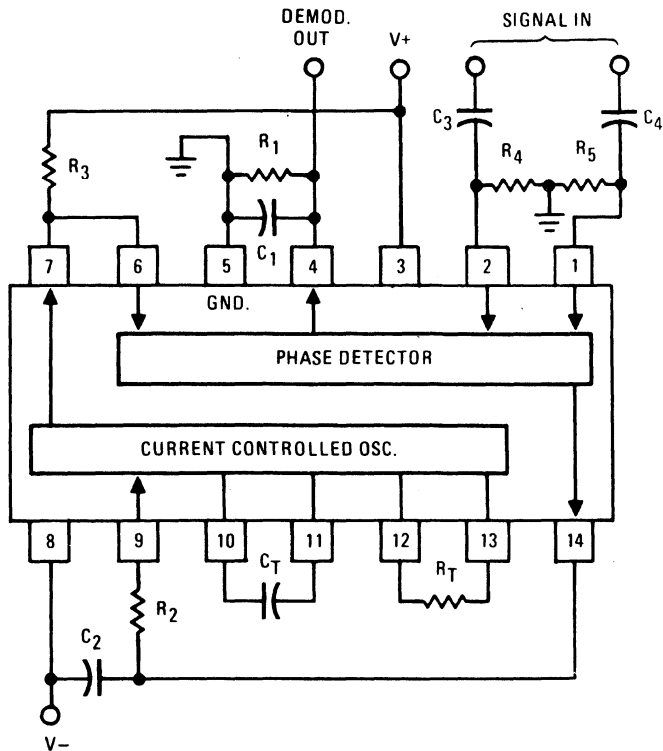 DEMOD.
OUT
V+
SIGNAL IN
C3
C4
R3
R1
R4
R5
C1
7
6
5
4
3
2
1
GND.
PHASE DETECTOR
CURRENT CONTROLLED OSC.
8
9
10
11
12
13
14
CT
RT
R2
C2
V–